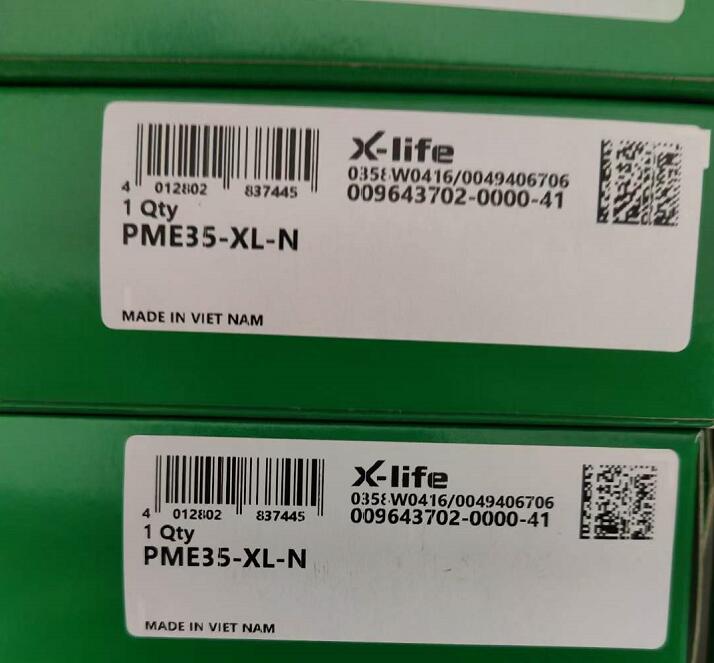 X-life
0358W0416/0049406706
009643702-0000-41
4 012802 837445
1 Qty
PME35-XL-N
MADE IN VIET NAM
X-life
0358W0416/0049406706
009643702-0000-41
4 012802 837445
1 Qty
PME35-XL-N
MADE IN VIET NAM